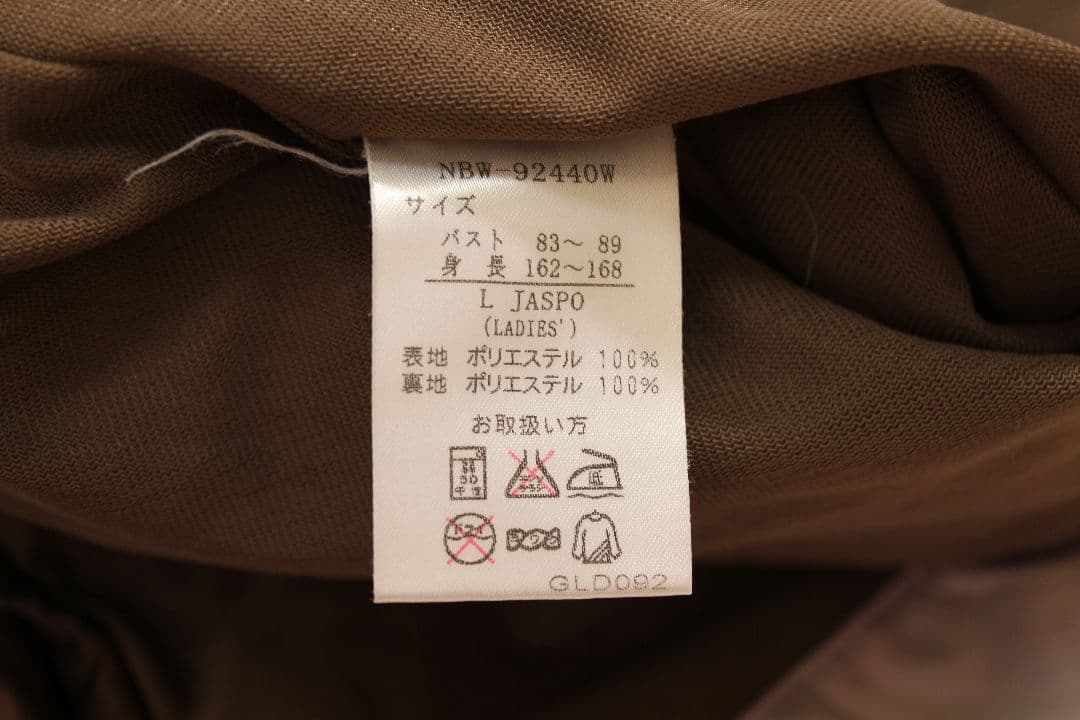 NBW-92440W
サイズ
バスト 83～ 89
身 長 162～168
L JASPO
(LADIES')
表地 ポリエステル 100%
裏地 ポリエステル 100%
お取扱い方
低
GLD092